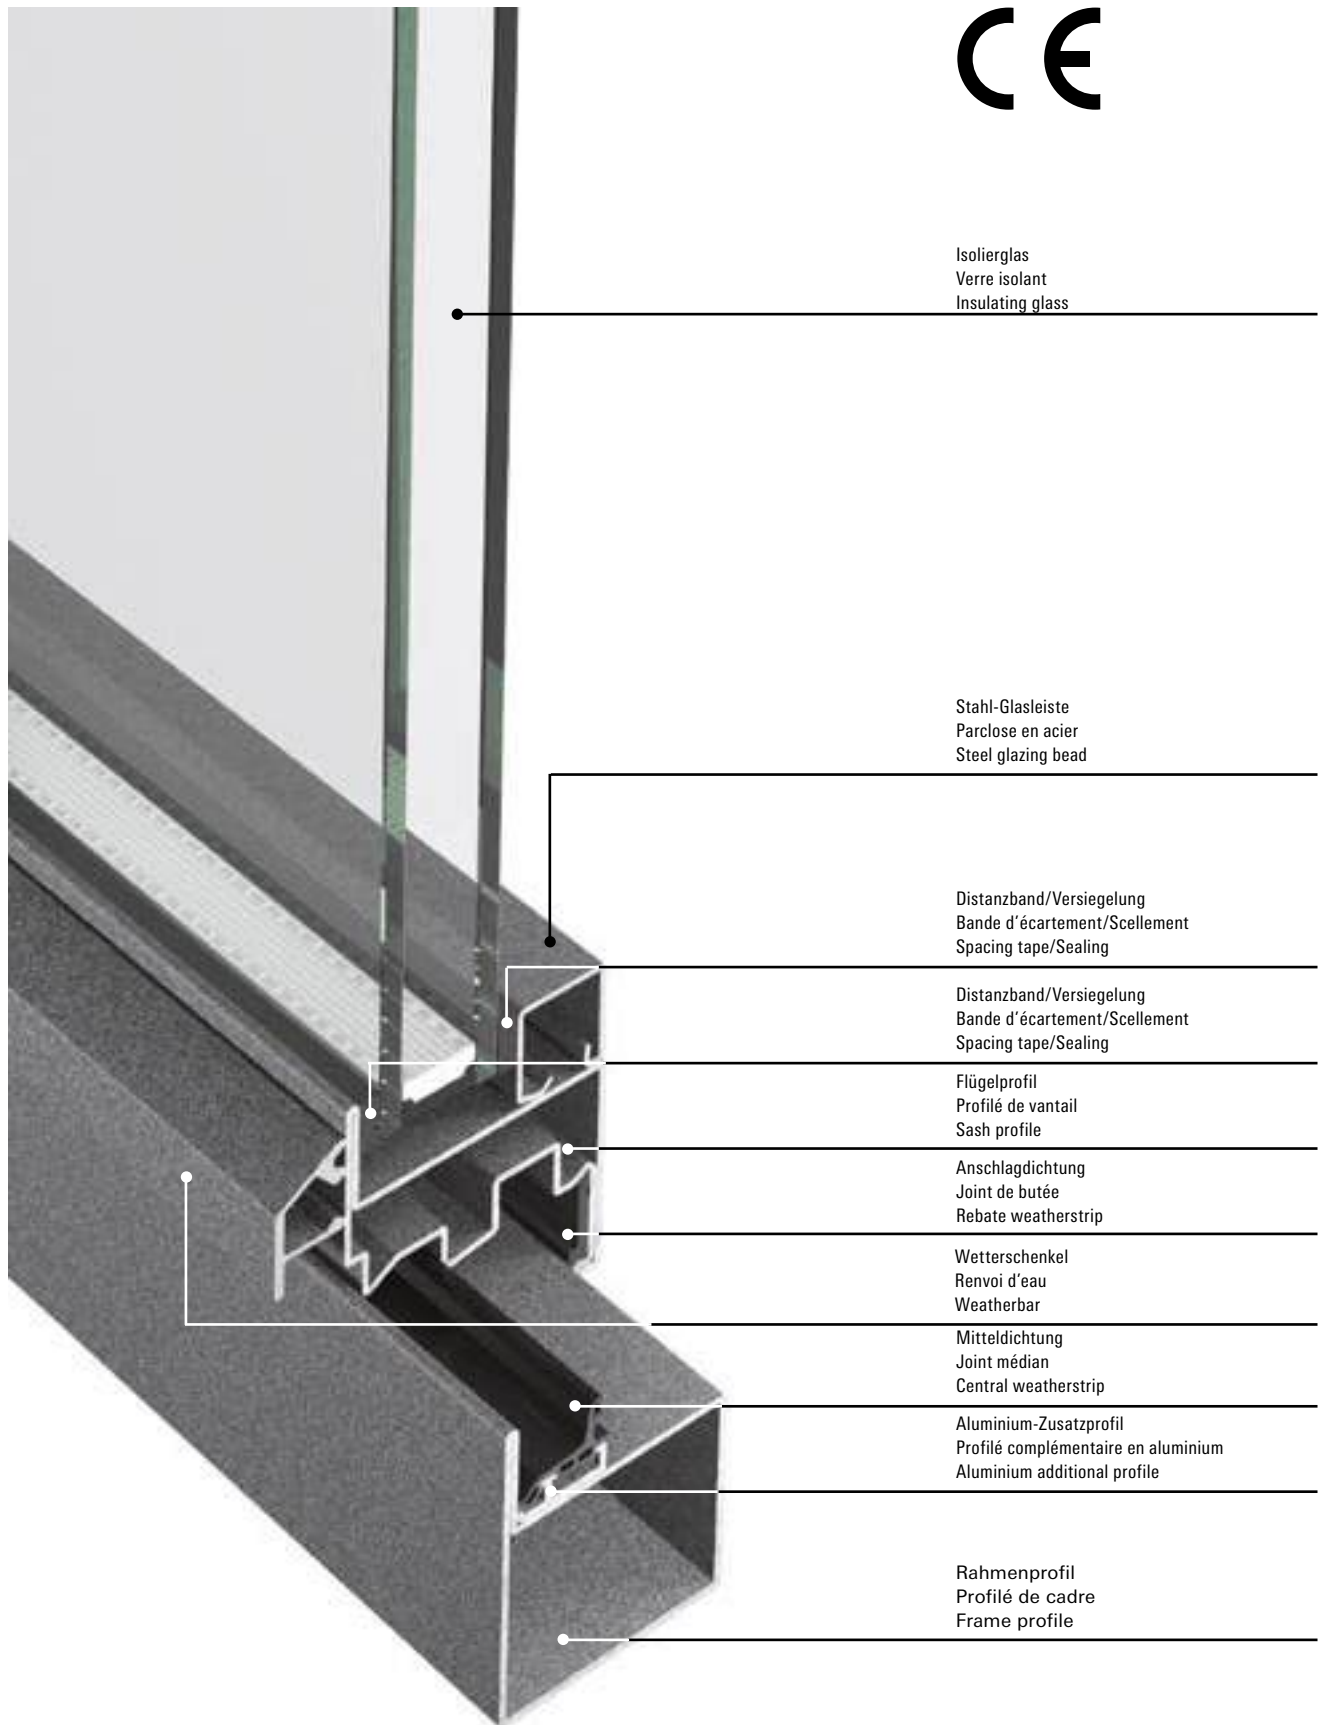 CE
Isolierglas
Verre isolant
Insulating glass
Stahl-Glasleiste
Parclose en acier
Steel glazing bead
Distanzband/Versiegelung
Bande d’écartement/Scellement
Spacing tape/Sealing
Distanzband/Versiegelung
Bande d’écartement/Scellement
Spacing tape/Sealing
Flügelprofil
Profilé de vantail
Sash profile
Anschlagdichtung
Joint de butée
Rebate weatherstrip
Wetterschenkel
Renvoi d’eau
Weatherbar
Mitteldichtung
Joint médian
Central weatherstrip
Aluminium-Zusatzprofil
Profilé complémentaire en aluminium
Aluminium additional profile
Rahmenprofil
Profilé de cadre
Frame profile